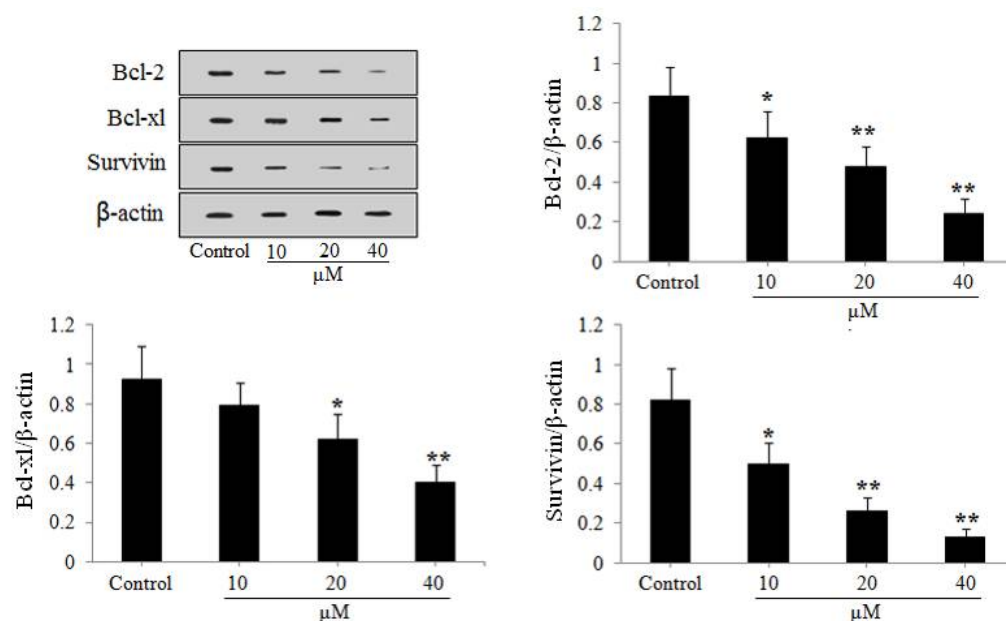 Bcl-2
Bcl-xl
Survivin
β-actin
Control 10 20 40
µM
Bcl-2/β-actin
1.2
1
0.8
0.6
0.4
0.2
0
*
**
**
Control 10 20 40
µM
Bcl-xl/β-actin
1.2
1
0.8
0.6
0.4
0.2
0
*
**
Control 10 20 40
µM
Survivin/β-actin
1.2
1
0.8
0.6
0.4
0.2
0
*
**
**
Control 10 20 40
µM